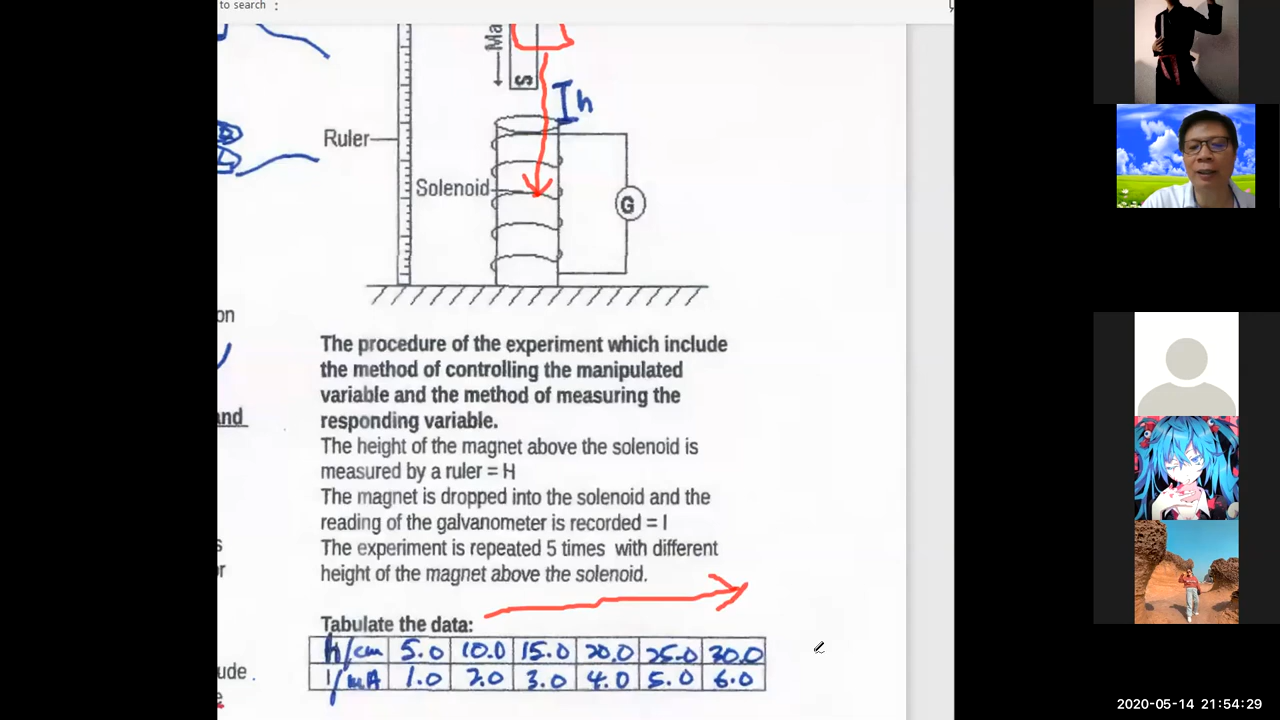 to search :
Ma
S
h
Ruler
Solenoid
G
on
The procedure of the experiment which include
the method of controlling the manipulated
variable and the method of measuring the
responding variable.
and
The height of the magnet above the solenoid is
measured by a ruler = H
The magnet is dropped into the solenoid and the
reading of the galvanometer is recorded = I
s
The experiment is repeated 5 times with different
or
height of the magnet above the solenoid.
Tabulate the data:
h/cm 5.0 10.0 15.0 20.0 25.0 30.0
I/mA 1.0 2.0 3.0 4.0 5.0 6.0
ude.
e
2020-05-14 21:54:29